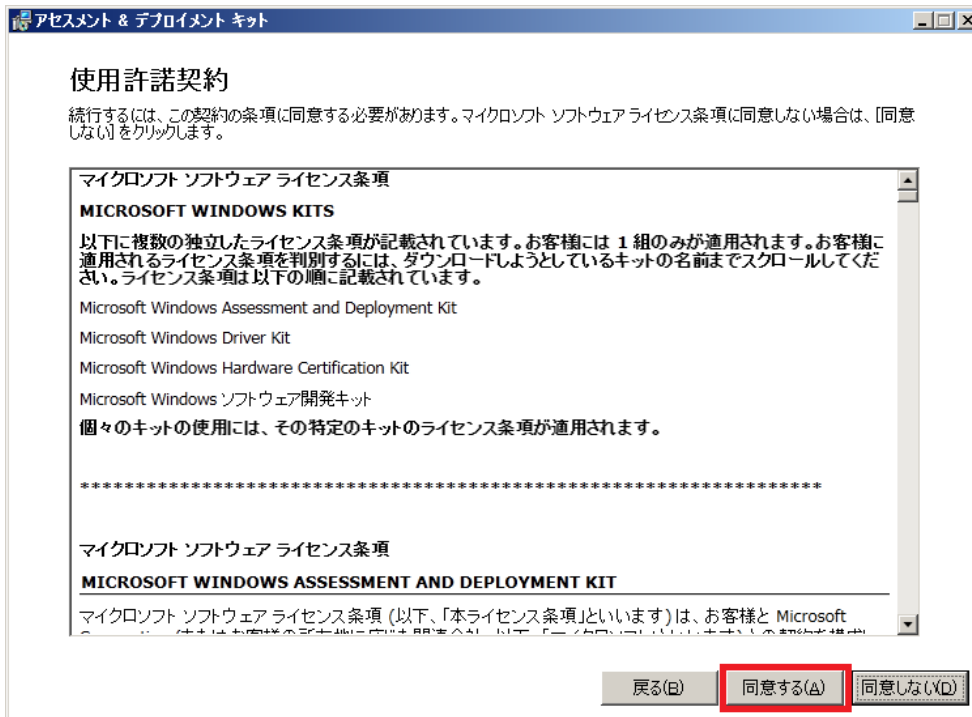 アセスメント & デプロイメント キット
使用許諾契約
続行するには、この契約の条項に同意する必要があります。マイクロソフト ソフトウェア ライセンス条項に同意しない場合は、[同意
しない] をクリックします。
マイクロソフト ソフトウェア ライセンス条項
MICROSOFT WINDOWS KITS
以下に複数の独立したライセンス条項が記載されています。お客様には 1 組のみが適用されます。お客様に
適用されるライセンス条項を判別するには、ダウンロードしようとしているキットの名前までスクロールしてくだ
さい。ライセンス条項は以下の順に記載されています。
Microsoft Windows Assessment and Deployment Kit
Microsoft Windows Driver Kit
Microsoft Windows Hardware Certification Kit
Microsoft Windows ソフトウェア開発キット
個々のキットの使用には、その特定のキットのライセンス条項が適用されます。
*******************************************************************
マイクロソフト ソフトウェア ライセンス条項
MICROSOFT WINDOWS ASSESSMENT AND DEPLOYMENT KIT
マイクロソフト ソフトウェア ライセンス条項 (以下、「本ライセンス条項」といいます) は、お客様と Microsoft
戻る(B)
同意する(A)
同意しない(D)